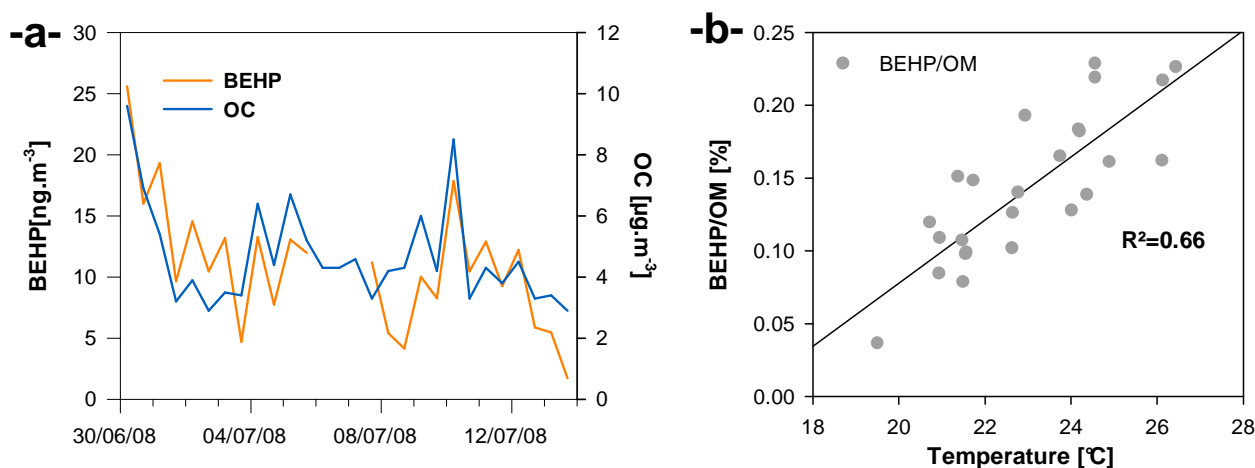 -a-
30
25
20
15
10
5
0
BEHP[ng.m-3]
BEHP
OC
12
10
8
6
4
2
0
OC [µg.m-3]
30/06/08 04/07/08 08/07/08 12/07/08
-b-
0.25
0.20
0.15
0.10
0.05
0.00
BEHP/OM [%]
BEHP/OM
R²=0.66
18 20 22 24 26 28
Temperature [°C]